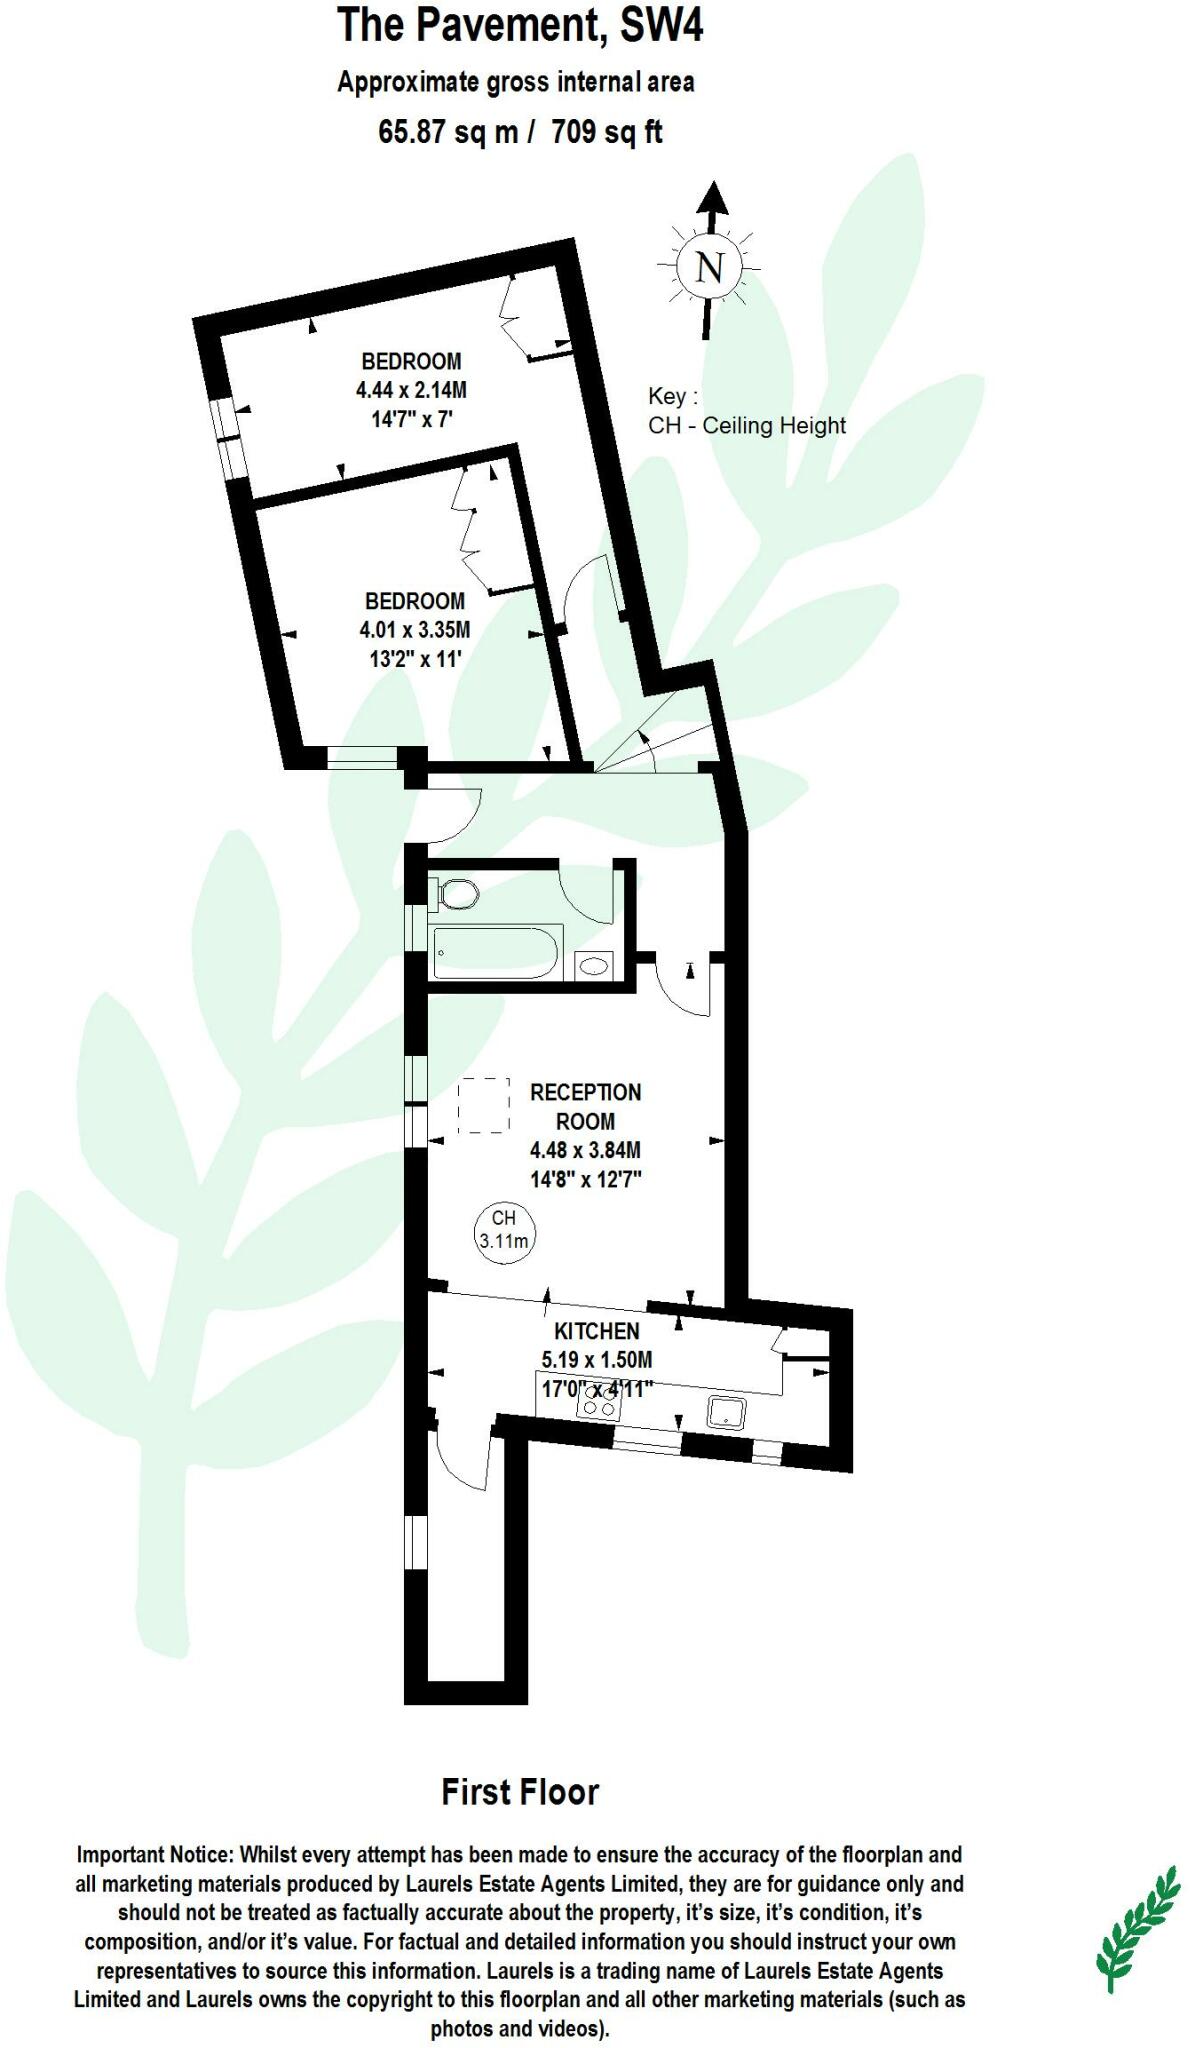 The Pavement, SW4
Approximate gross internal area
65.87 sq m / 709 sq ft
N
Key :
CH - Ceiling Height
BEDROOM
4.44 x 2.14M
14'7" x 7'
BEDROOM
4.01 x 3.35M
13'2" x 11'
RECEPTION
ROOM
4.48 x 3.84M
14'8" x 12'7"
CH
3.11m
KITCHEN
5.19 x 1.50M
17'0" x 4'11"
First Floor
Important Notice: Whilst every attempt has been made to ensure the accuracy of the floorplan and
all marketing materials produced by Laurels Estate Agents Limited, they are for guidance only and
should not be treated as factually accurate about the property, it's size, it's condition, it's
composition, and/or it's value. For factual and detailed information you should instruct your own
representatives to source this information. Laurels is a trading name of Laurels Estate Agents
Limited and Laurels owns the copyright to this floorplan and all other marketing materials (such as
photos and videos).